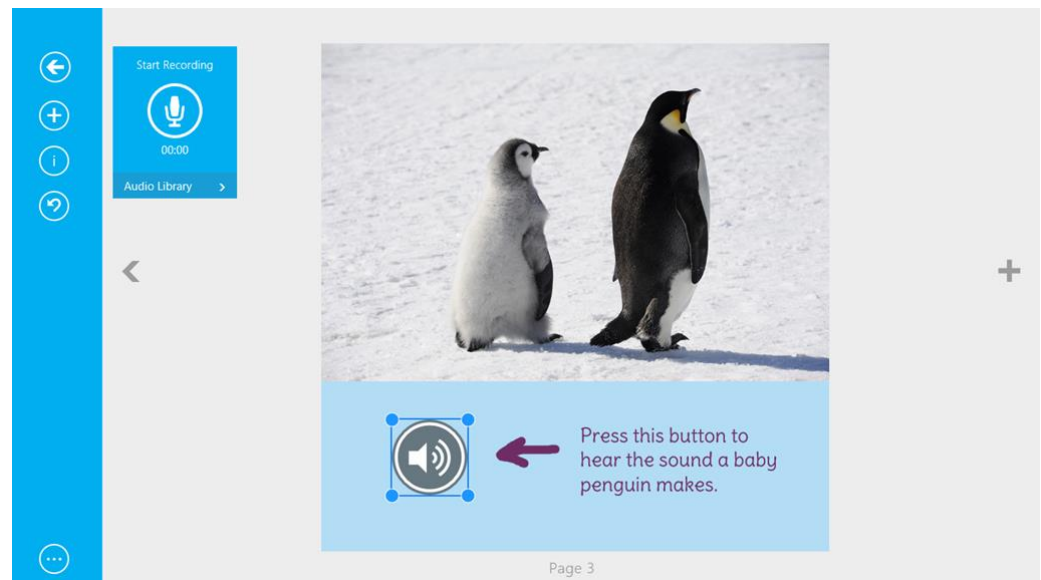 Start Recording
00:00
Audio Library
Press this button to
hear the sound a baby
penguin makes.
Page 3